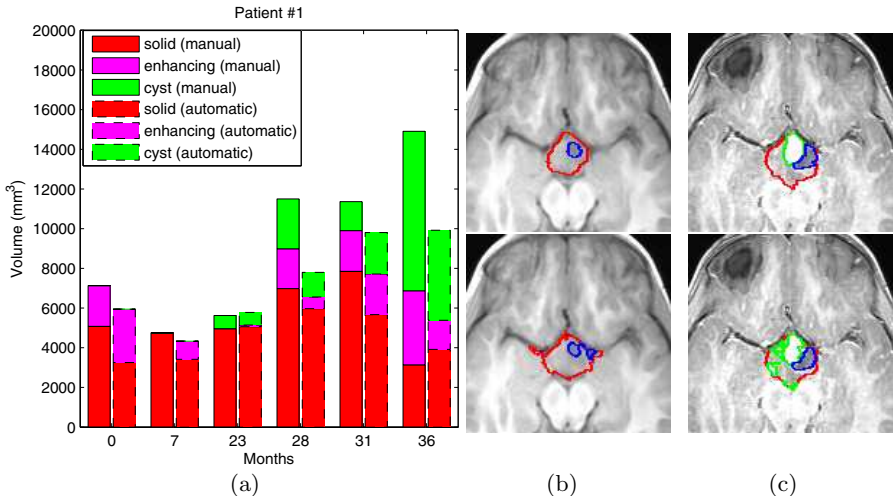 Patient #1
20000
18000
16000
14000
12000
10000
8000
6000
4000
2000
0
Volume (mm³)
solid (manual)
enhancing (manual)
cyst (manual)
solid (automatic)
enhancing (automatic)
cyst (automatic)
0 7 23 28 31 36
Months
(a) (b) (c)